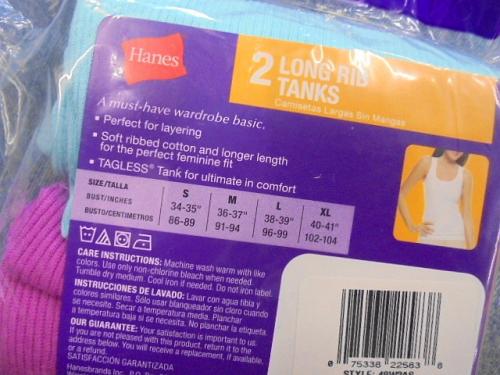 Hanes
2 LONG RIB
TANKS
Camisetas Largas Sin Mangas
A must-have wardrobe basic.
▪ Perfect for layering
▪ Soft ribbed cotton and longer length
for the perfect feminine fit
▪ TAGLESS® Tank for ultimate in comfort
SIZE/TALLA S M L XL
BUST/INCHES 34-35" 36-37" 38-39" 40-41"
BUSTO/CENTIMETROS 86-89 91-94 96-99 102-104
CARE INSTRUCTIONS: Machine wash warm with like
colors. Use only non-chlorine bleach when needed.
Tumble dry medium. Cool iron if needed. Do not iron label.
INSTRUCCIONES DE LAVADO: Lavar con agua tibia y
colores similares. Sólo usar blanqueador sin cloro cuando
se necesita. Secar a temperatura media. Planchar
a temperatura baja si se necesita. No planchar etiqueta.
OUR GUARANTEE: Your satisfaction is important to us.
If you are not pleased with this product, return it to the
address below. You will receive a replacement, if available,
or a refund.
SATISFACCIÓN GARANTIZADA
Hanesbrands Inc.
0 75338 22563 8
STYLE: